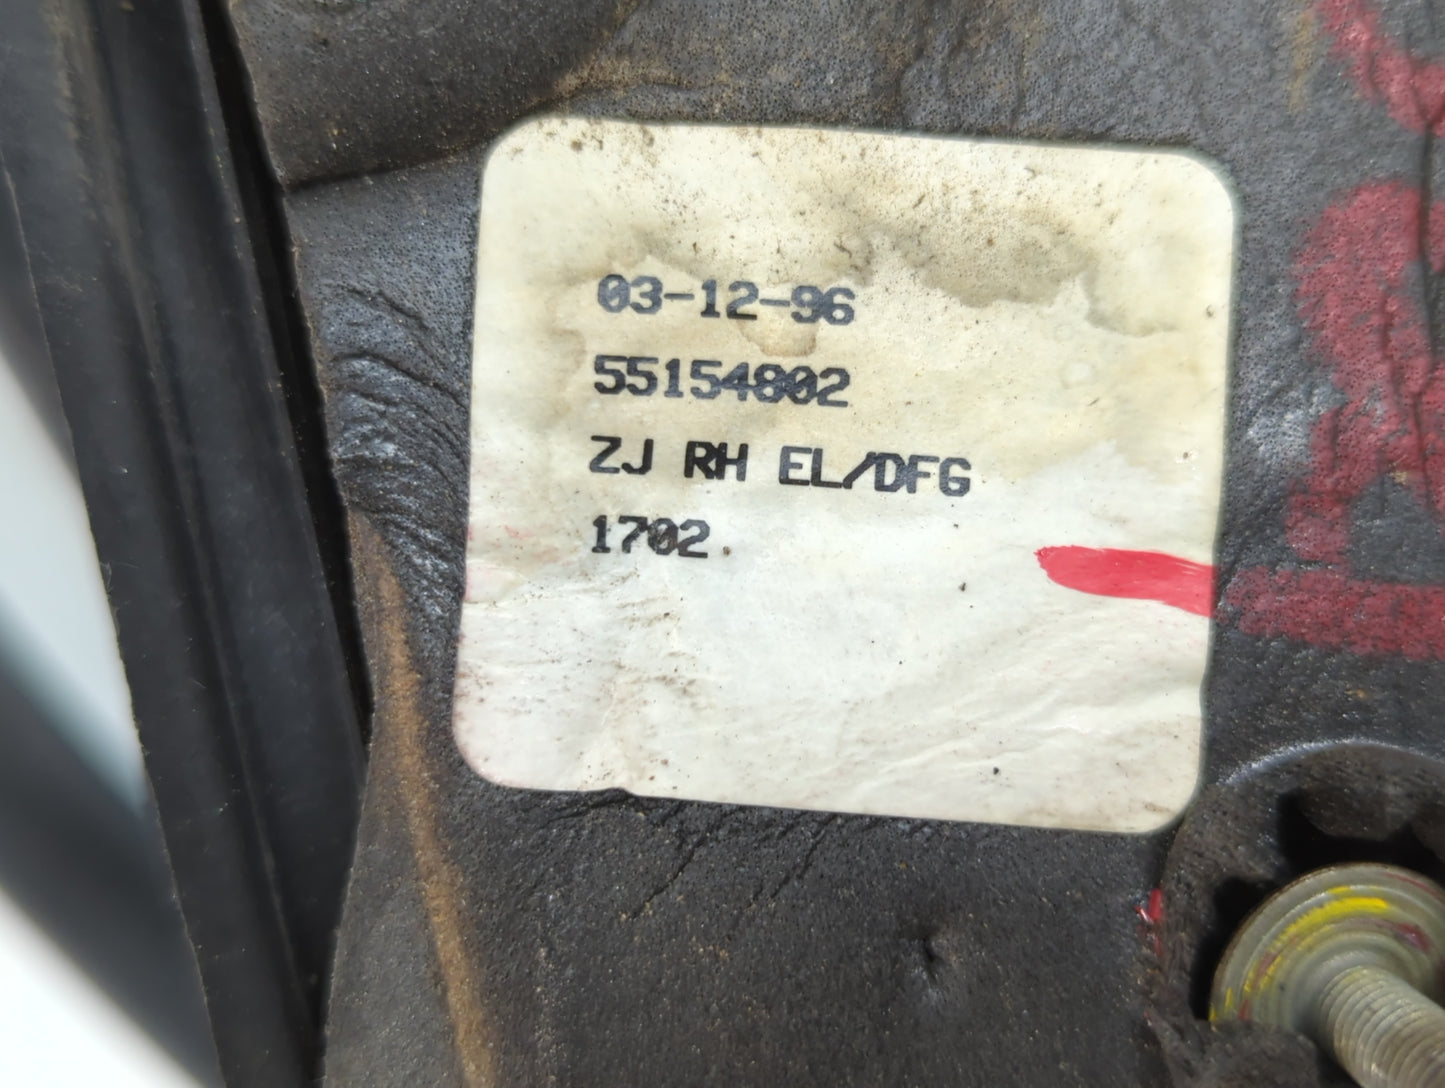 03-12-96
55154802
ZJ RH EL/DFG
1702